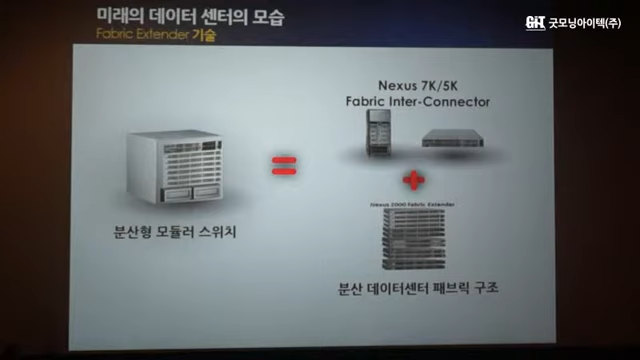 미래의 데이터 센터의 모습
Fabric Extender 기술
GIT 굿모닝아이텍(주)
Nexus 7K/5K
Fabric Inter-Connector
Nexus 2000 Fabric Extender
분산형 모듈러 스위치
분산 데이터센터 패브릭 구조